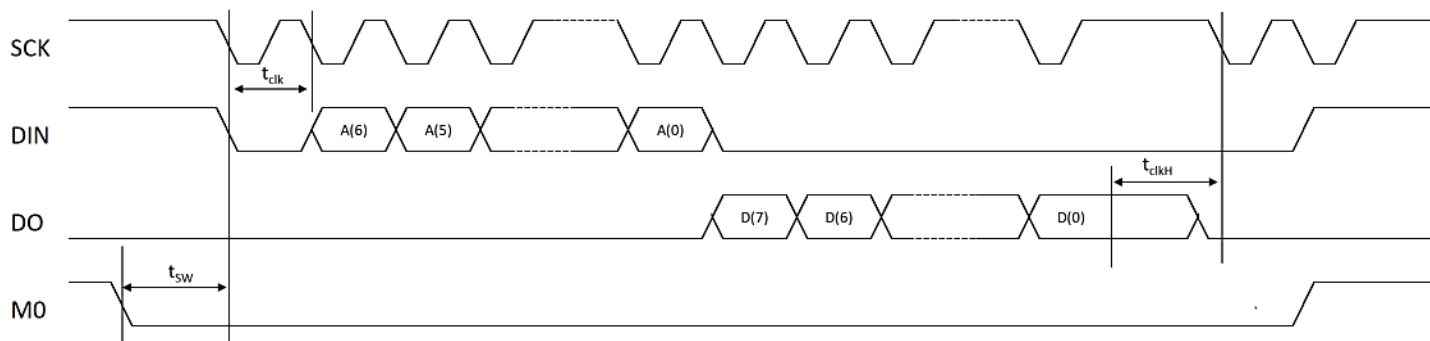 SCK
t_clk
DIN
A(6) A(5) A(0)
t_clkH
DO
D(7) D(6) D(0)
t_SW
M0